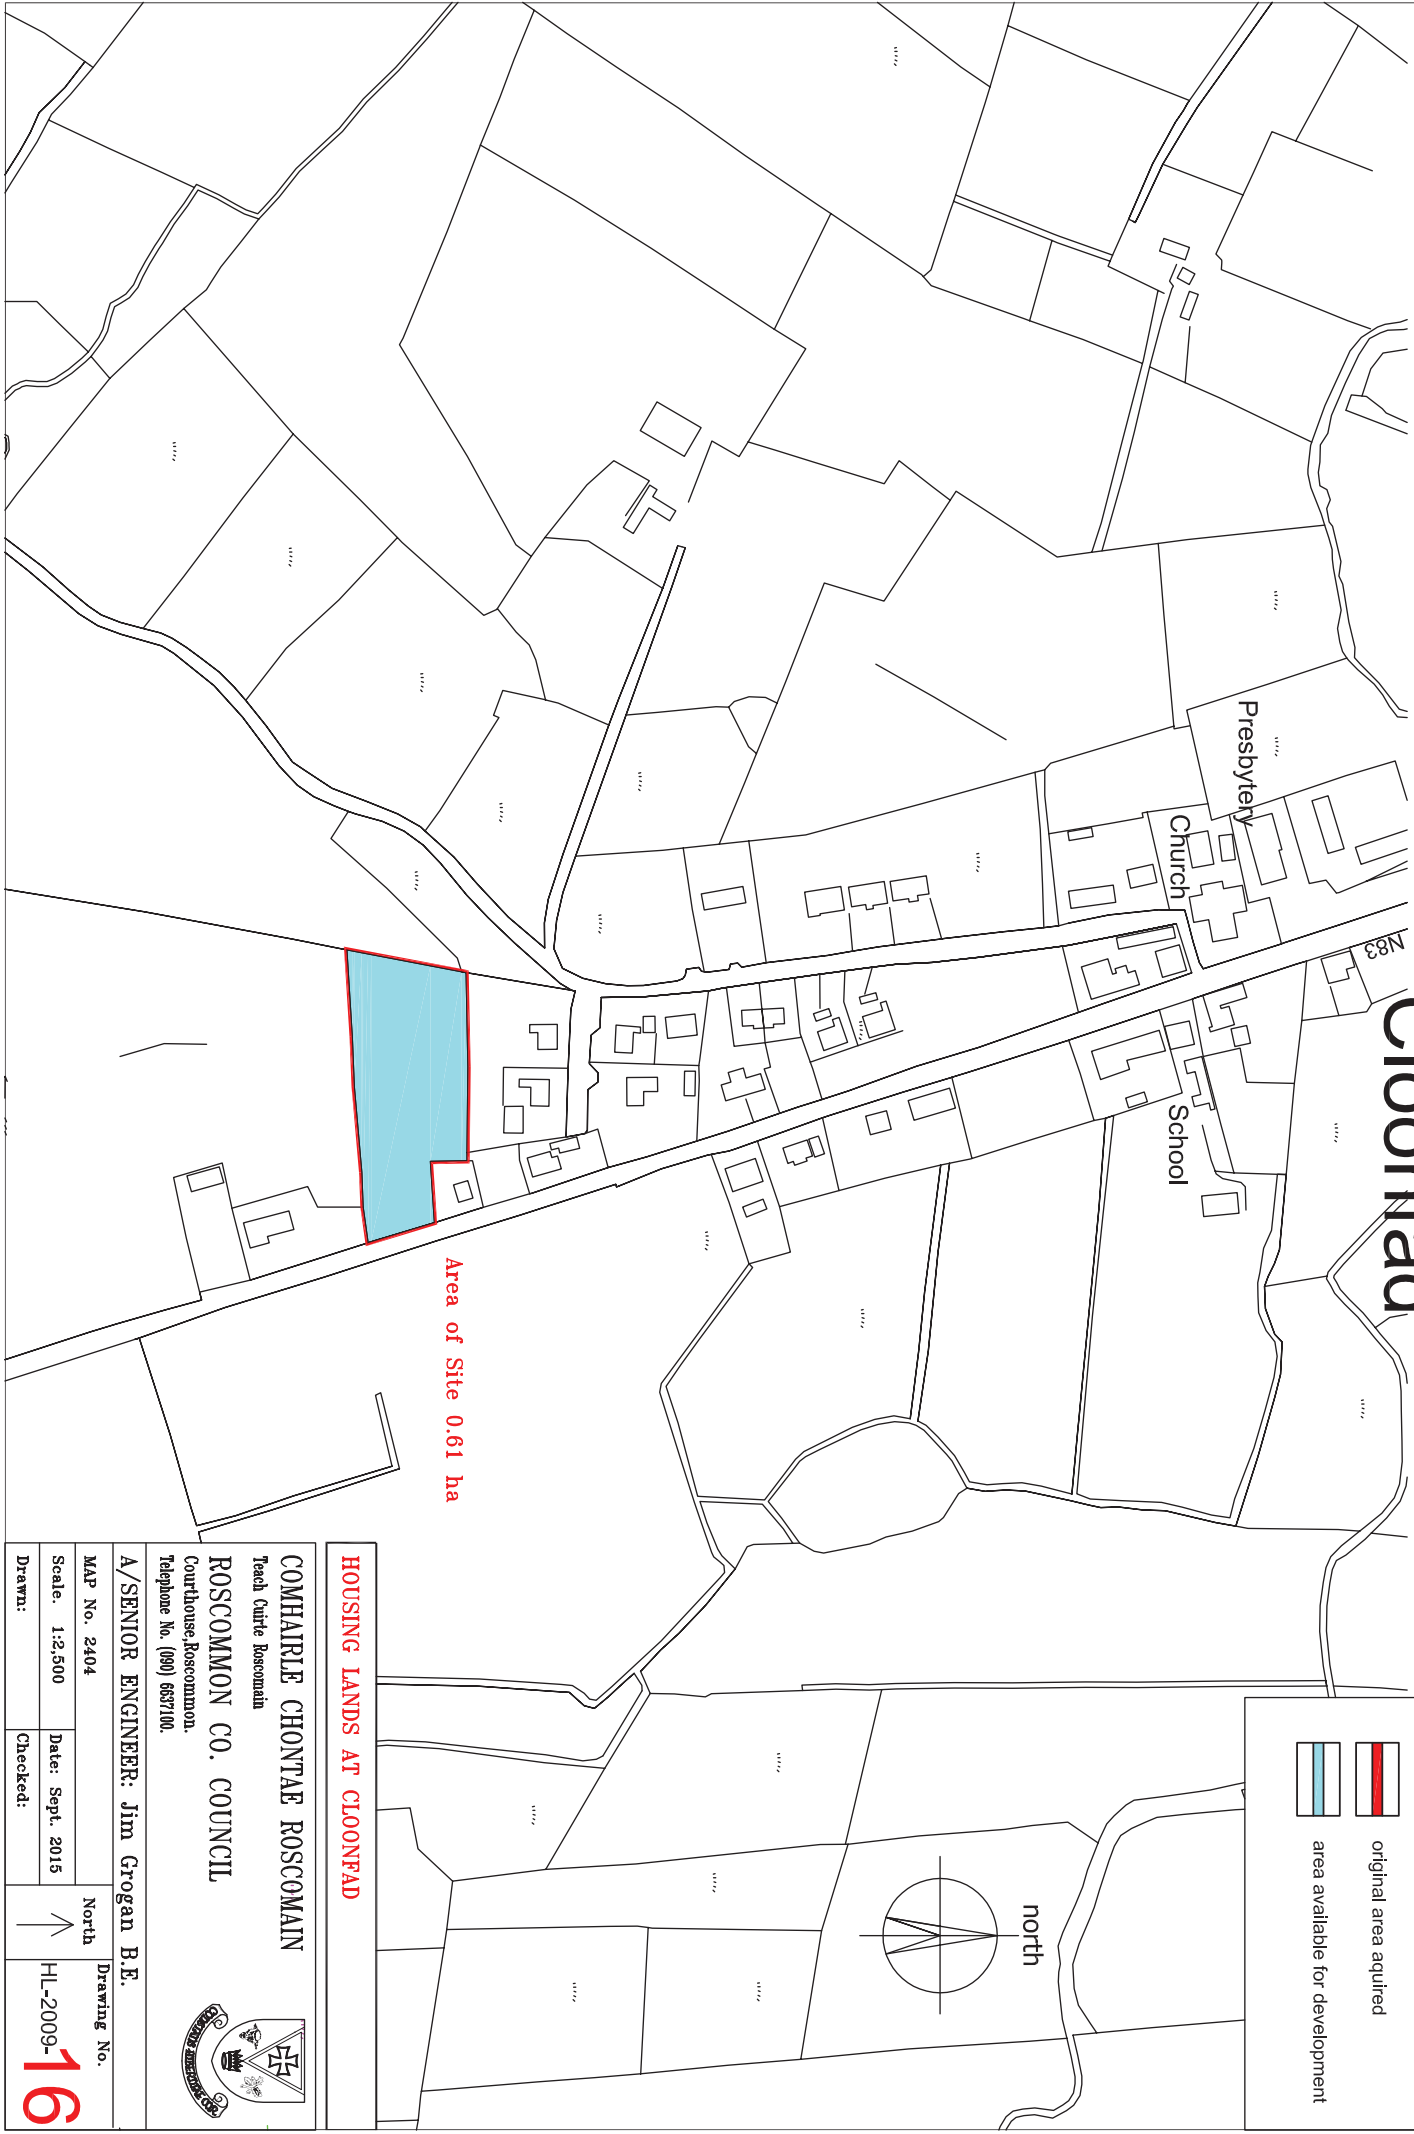 Cloonfad
N83
Presbytery
Church
School
Area of Site 0.61 ha
original area aquired
area available for development
north
HOUSING LANDS AT CLOONFAD
COMHAIRLE CHONTAE ROSCOMAIN
Teach Cuirte Roscomain
ROSCOMMON CO. COUNCIL
Courthouse,Roscommon.
Telephone No. (090) 6637100.
A/SENIOR ENGINEER: Jim Grogan B.E.
MAP No. 2404
Scale. 1:2,500
Date: Sept. 2015
Drawn:
Checked:
North
Drawing No.
HL-2009-16